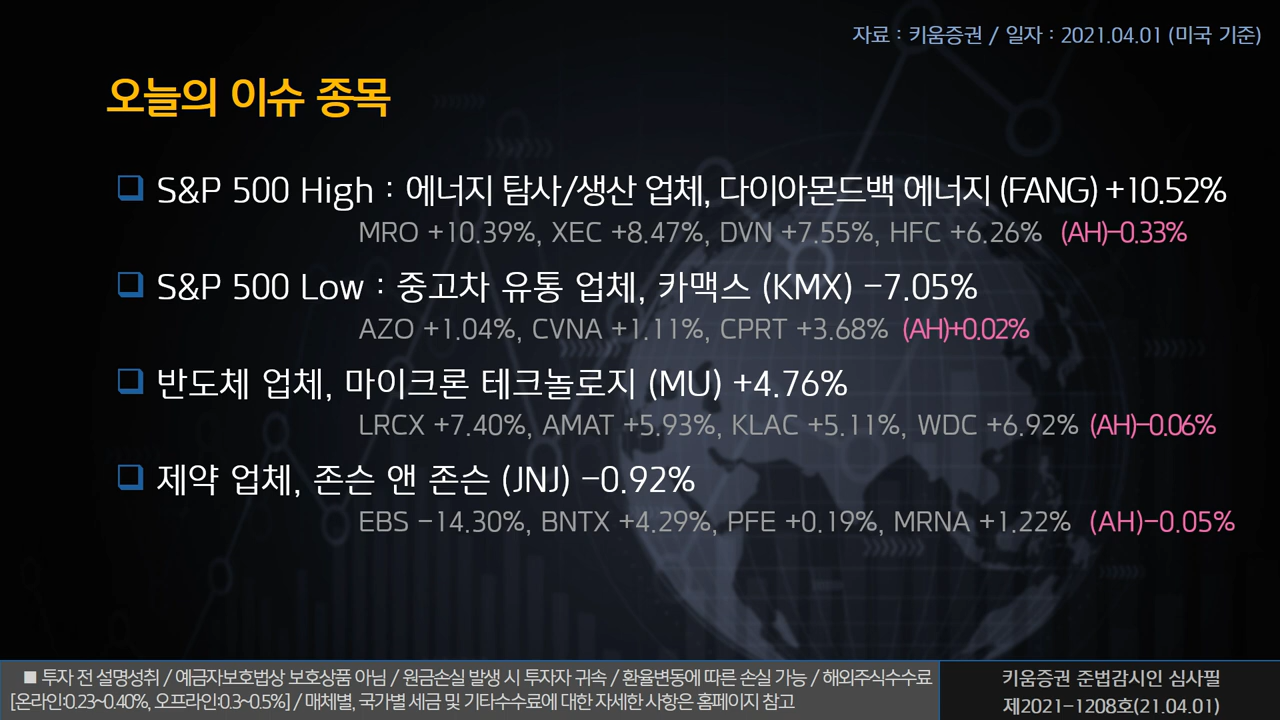 자료 : 키움증권 / 일자 : 2021.04.01 (미국 기준)
오늘의 이슈 종목
S&P 500 High : 에너지 탐사/생산 업체, 다이아몬드백 에너지 (FANG) +10.52%
MRO +10.39%, XEC +8.47%, DVN +7.55%, HFC +6.26% (AH)-0.33%
S&P 500 Low : 중고차 유통 업체, 카맥스 (KMX) -7.05%
AZO +1.04%, CVNA +1.11%, CPRT +3.68% (AH)+0.02%
반도체 업체, 마이크론 테크놀로지 (MU) +4.76%
LRCX +7.40%, AMAT +5.93%, KLAC +5.11%, WDC +6.92% (AH)-0.06%
제약 업체, 존슨 앤 존슨 (JNJ) -0.92%
EBS -14.30%, BNTX +4.29%, PFE +0.19%, MRNA +1.22% (AH)-0.05%
■ 투자 전 설명성취 / 예금자보호법상 보호상품 아님 / 원금손실 발생 시 투자자 귀속 / 환율변동에 따른 손실 가능 / 해외주식수수료
[온라인:0.23~0.40%, 오프라인:0.3~0.5%] / 매체별, 국가별 세금 및 기타수수료에 대한 자세한 사항은 홈페이지 참고
키움증권 준법감시인 심사필
제2021-1208호(21.04.01)